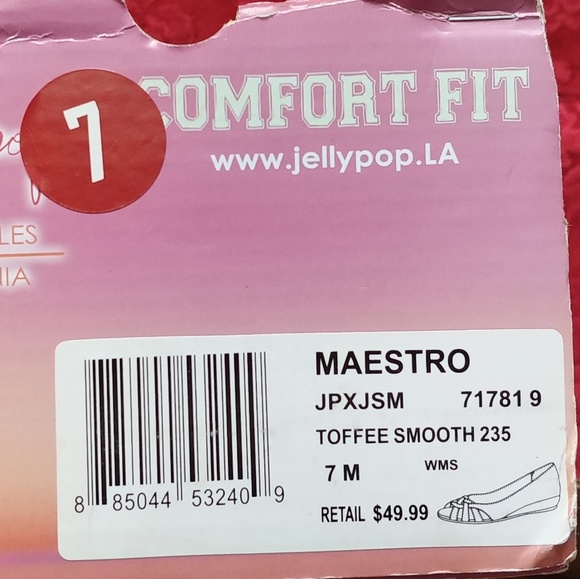 7
COMFORT FIT
www.jellypop.LA
LES
NIA
MAESTRO
JPXJSM 71781 9
TOFFEE SMOOTH 235
7 M WMS
RETAIL $49.99
8 85044 53240 9